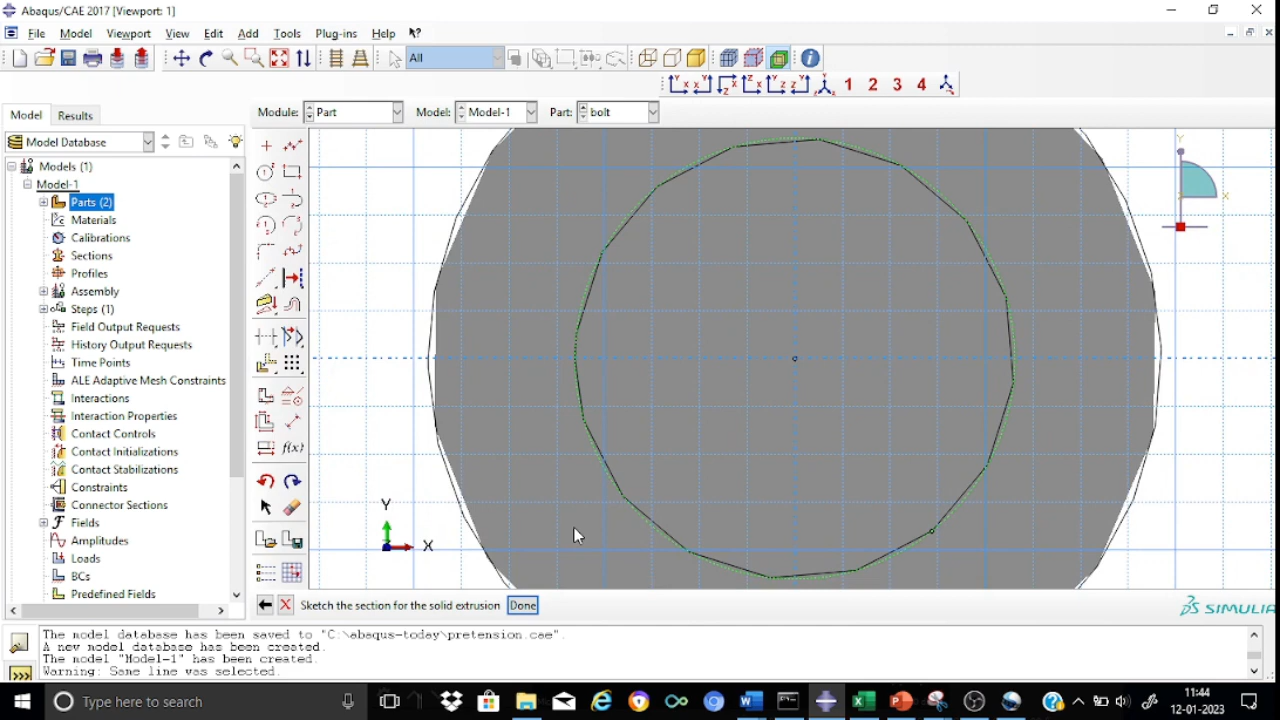 Abaqus/CAE 2017 [Viewport: 1]
File Model Viewport View Edit Add Tools Plug-ins Help
All
1 2 3 4
Model Results
Module: Part Model: Model-1 Part: bolt
Model Database
Models (1)
Model-1
Parts (2)
Materials
Calibrations
Sections
Profiles
Assembly
Steps (1)
Field Output Requests
History Output Requests
Time Points
ALE Adaptive Mesh Constraints
Interactions
Interaction Properties
Contact Controls
Contact Initializations
Contact Stabilizations
Constraints
Connector Sections
Fields
Amplitudes
Loads
BCs
Predefined Fields
f(x)
Y
X
Y
X
Sketch the section for the solid extrusion Done
SIMULIA
The model database has been saved to "C:\abaqus-today\pretension.cae".
A new model database has been created.
The model "Model-1" has been created.
Warning: Same line was selected.
Type here to search
11:44
12-01-2023